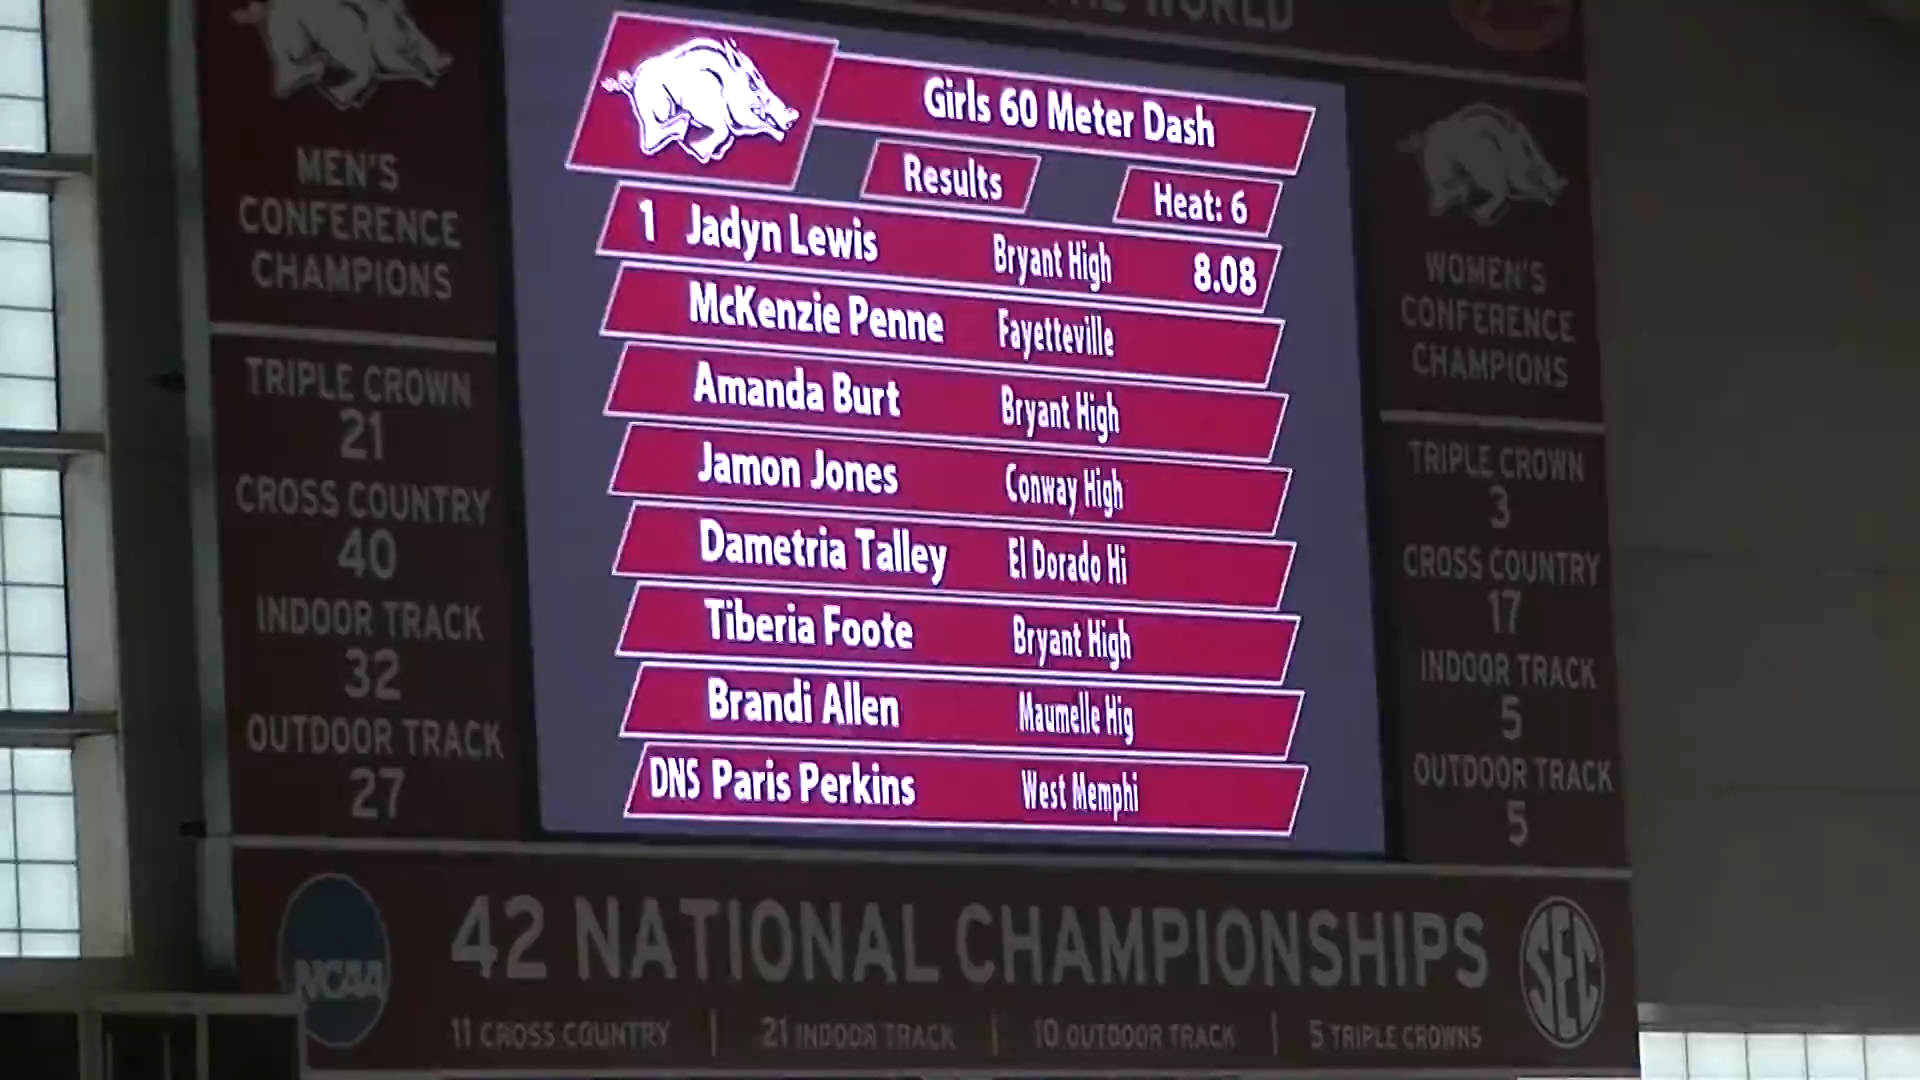 THE WORLD
Girls 60 Meter Dash
Results
Heat: 6
1 Jadyn Lewis Bryant High 8.08
McKenzie Penne Fayetteville
Amanda Burt Bryant High
Jamon Jones Conway High
Dametria Talley El Dorado Hi
Tiberia Foote Bryant High
Brandi Allen Maumelle Hig
DNS Paris Perkins West Memphi
MEN'S
CONFERENCE
CHAMPIONS
TRIPLE CROWN
21
CROSS COUNTRY
40
INDOOR TRACK
32
OUTDOOR TRACK
27
WOMEN'S
CONFERENCE
CHAMPIONS
TRIPLE CROWN
3
CROSS COUNTRY
17
INDOOR TRACK
5
OUTDOOR TRACK
5
NCAA
42 NATIONAL CHAMPIONSHIPS
SEC
11 CROSS COUNTRY | 21 INDOOR TRACK | 10 OUTDOOR TRACK | 5 TRIPLE CROWNS